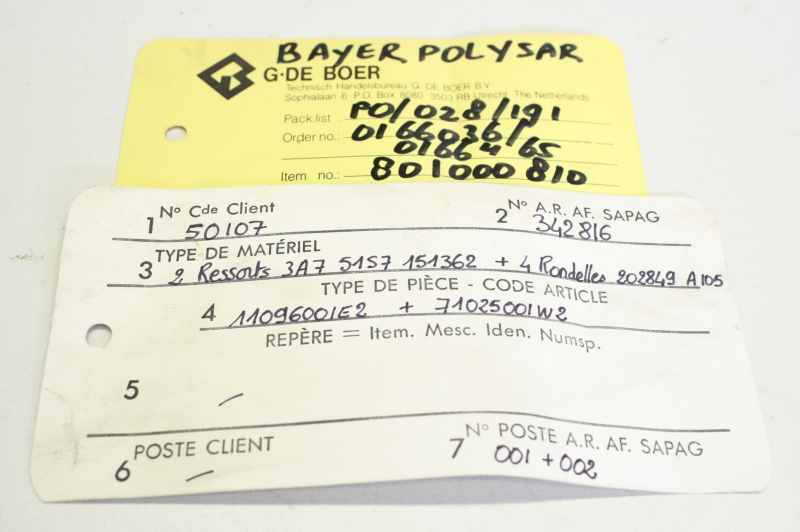 BAYER POLYSAR
G·DE BOER
Technisch Handelsbureau G. DE BOER B.V.
Sophialaan 6 P.O. Box 8080 3503 RB Utrecht, The Netherlands
Pack.list : PO/028/191
Order no.: 0166036/
01664 65
Item no.: 801000810
1 N° Cde Client
50107
2 N° A.R. AF. SAPAG
342816
3 TYPE DE MATÉRIEL
2 Ressorts 3A7 51S7 151362 + 4 Rondelles 202849 A105
TYPE DE PIÈCE - CODE ARTICLE
4 11096001E2 + 71025001W2
REPÈRE = Item. Mesc. Iden. Numsp.
5 —
6 POSTE CLIENT
—
7 N° POSTE A.R. AF. SAPAG
001 + 002